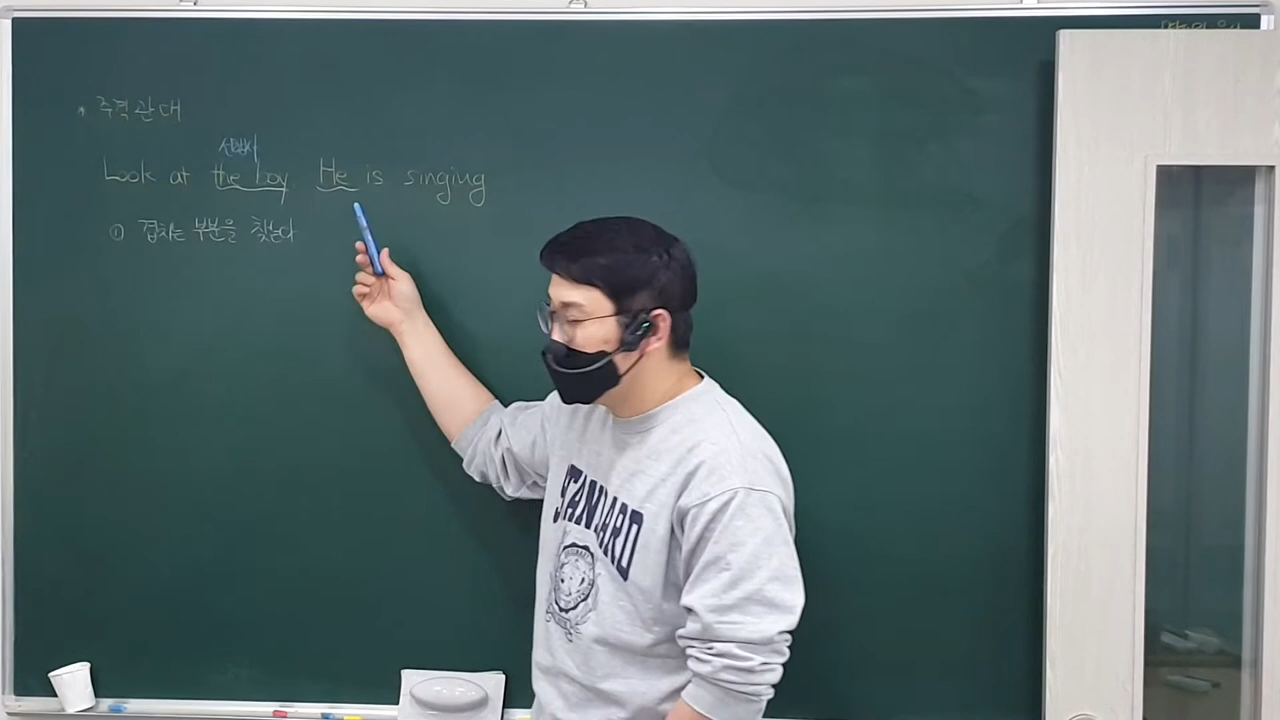 주격관대
선행사
Look at the boy. He is singing
① 겹치는 부분을 찾는다
STANDARD